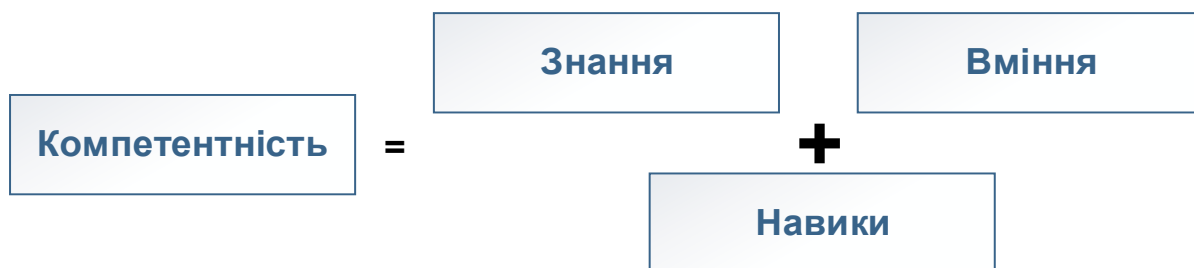 Знання
Вміння
Компетентність
=
+
Навики